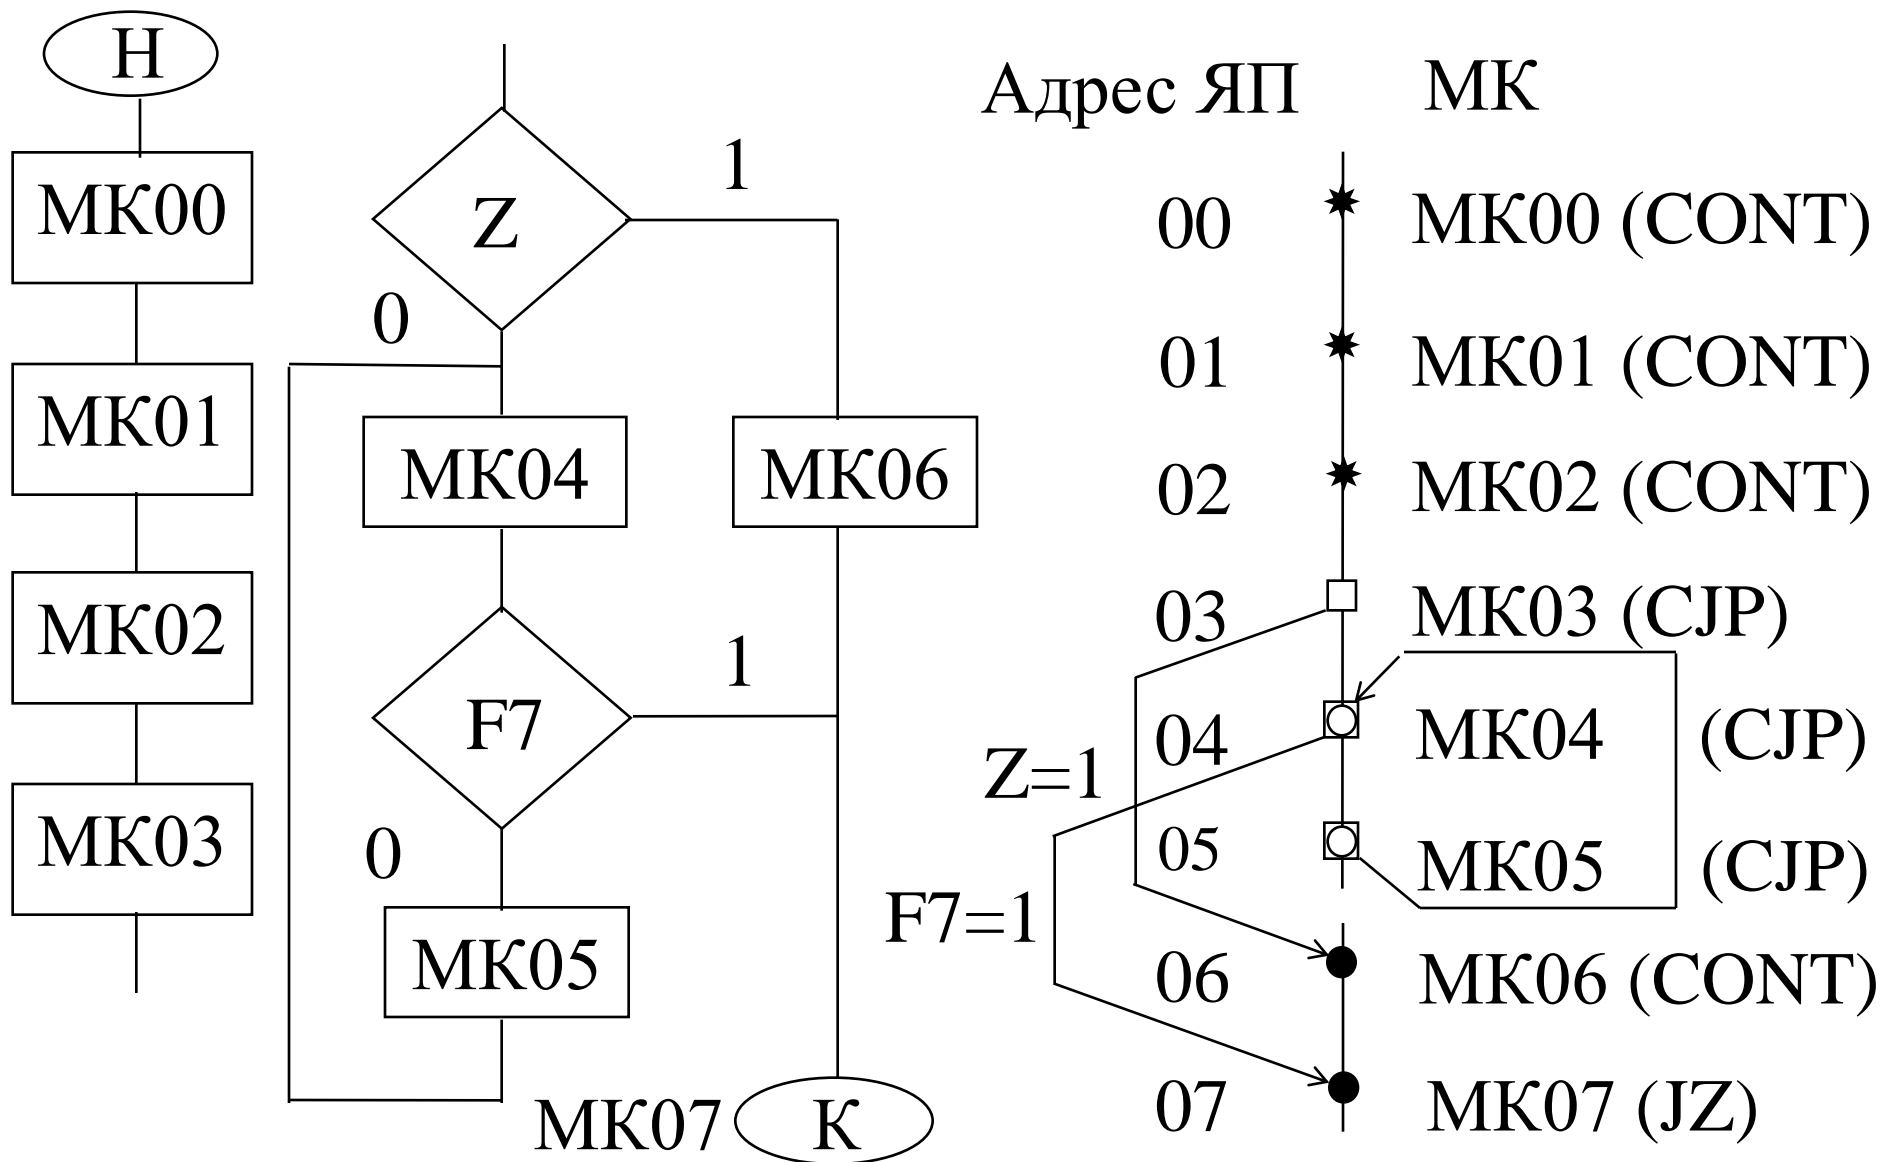 Н
МК00
МК01
МК02
МК03
Z
1
0
МК04
МК06
F7
1
0
МК05
МК07
К
Адрес ЯП МК
00 МК00 (CONT)
01 МК01 (CONT)
02 МК02 (CONT)
03 МК03 (CJP)
04 МК04 (CJP)
Z=1
05 МК05 (CJP)
F7=1
06 МК06 (CONT)
07 МК07 (JZ)